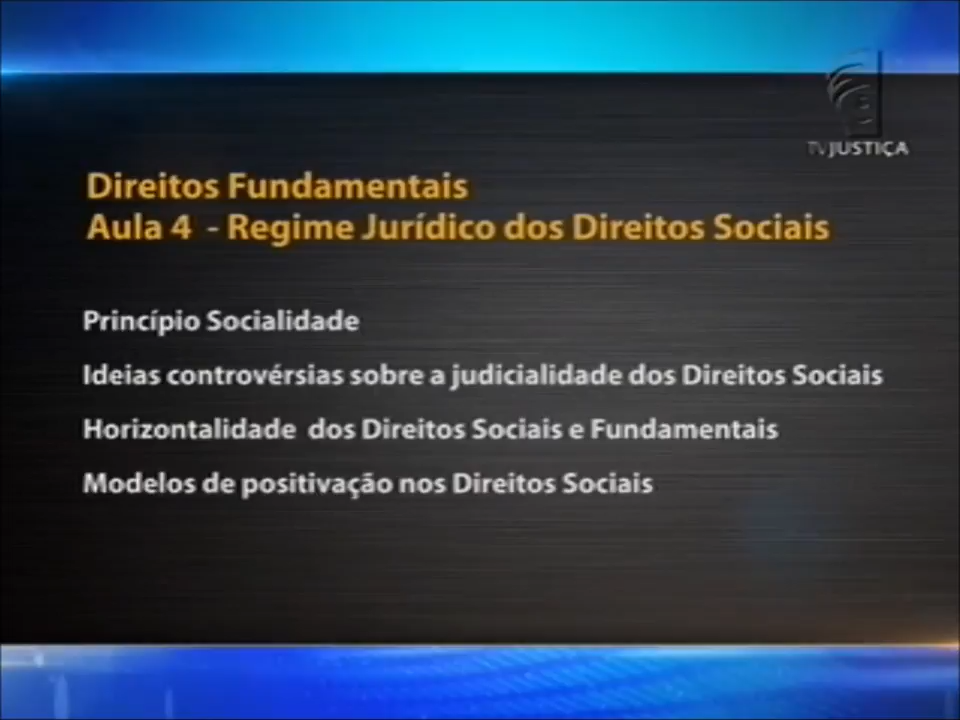 TVJUSTIÇA
Direitos Fundamentais
Aula 4 - Regime Jurídico dos Direitos Sociais
Princípio Socialidade
Ideias controvérsias sobre a judicialidade dos Direitos Sociais
Horizontalidade dos Direitos Sociais e Fundamentais
Modelos de positivação nos Direitos Sociais